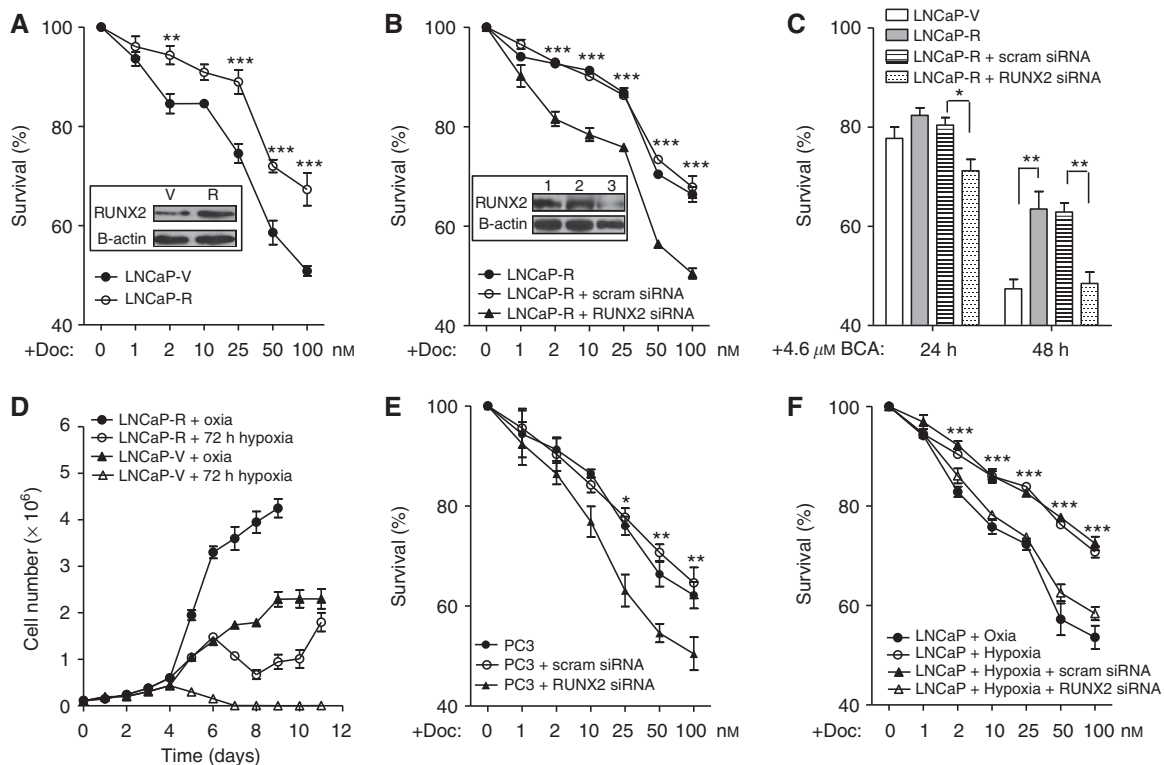 A
100
80
60
40
Survival (%)
**
***
***
***
V R
RUNX2
B-actin
LNCaP-V
LNCaP-R
+Doc: 0 1 2 10 25 50 100 nM
B
100
80
60
40
Survival (%)
***
***
***
***
***
1 2 3
RUNX2
B-actin
LNCaP-R
LNCaP-R + scram siRNA
LNCaP-R + RUNX2 siRNA
+Doc: 0 1 2 10 25 50 100 nM
C
LNCaP-V
LNCaP-R
LNCaP-R + scram siRNA
LNCaP-R + RUNX2 siRNA
100
80
60
40
Survival (%)
*
**
**
+4.6 μM BCA: 24 h 48 h
D
LNCaP-R + oxia
LNCaP-R + 72 h hypoxia
LNCaP-V + oxia
LNCaP-V + 72 h hypoxia
6
5
4
3
2
1
0
Cell number (× 10⁶)
0 2 4 6 8 10 12
Time (days)
E
100
80
60
40
Survival (%)
*
**
**
PC3
PC3 + scram siRNA
PC3 + RUNX2 siRNA
+Doc: 0 1 2 10 25 50 100 nM
F
100
80
60
40
Survival (%)
***
***
***
***
***
LNCaP + Oxia
LNCaP + Hypoxia
LNCaP + Hypoxia + scram siRNA
LNCaP + Hypoxia + RUNX2 siRNA
+Doc: 0 1 2 10 25 50 100 nM